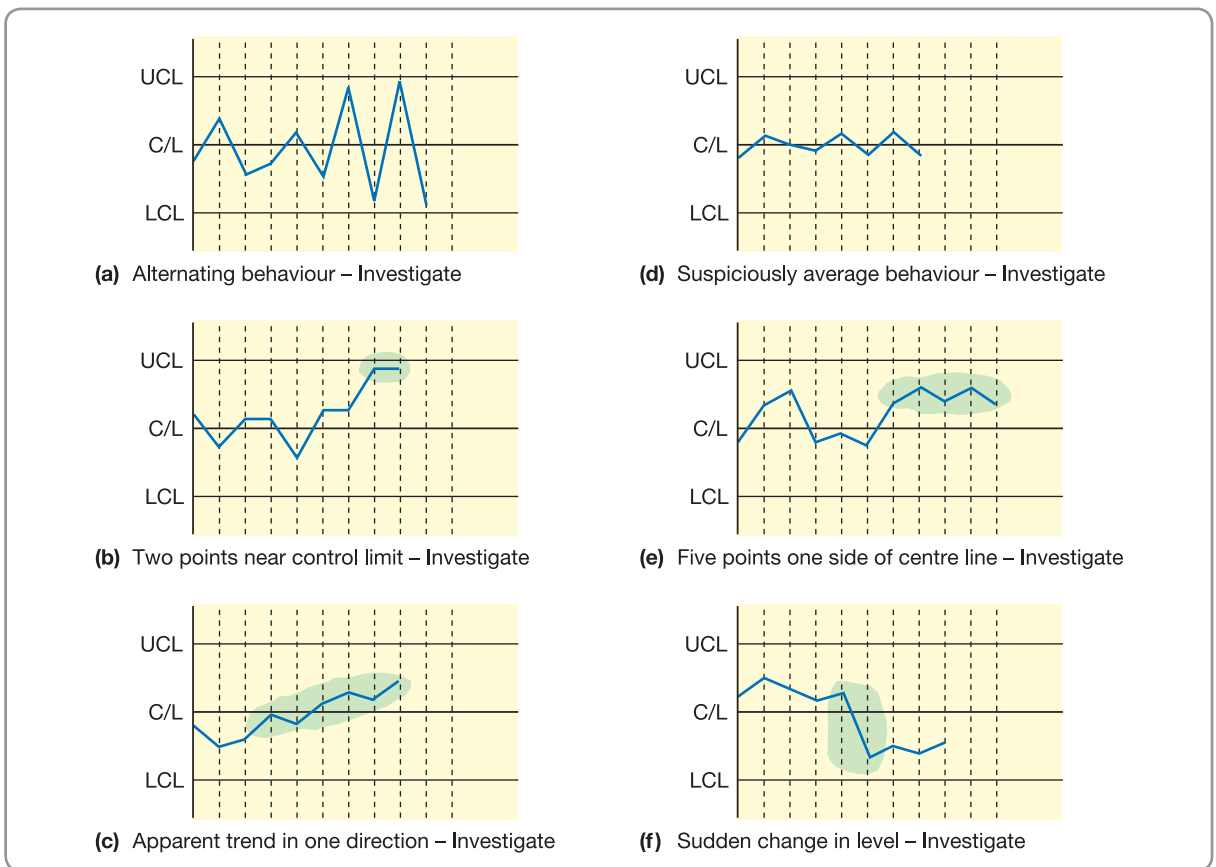 UCL
C/L
LCL
(a) Alternating behaviour – Investigate
UCL
C/L
LCL
(d) Suspiciously average behaviour – Investigate
UCL
C/L
LCL
(b) Two points near control limit – Investigate
UCL
C/L
LCL
(e) Five points one side of centre line – Investigate
UCL
C/L
LCL
(c) Apparent trend in one direction – Investigate
UCL
C/L
LCL
(f) Sudden change in level – Investigate